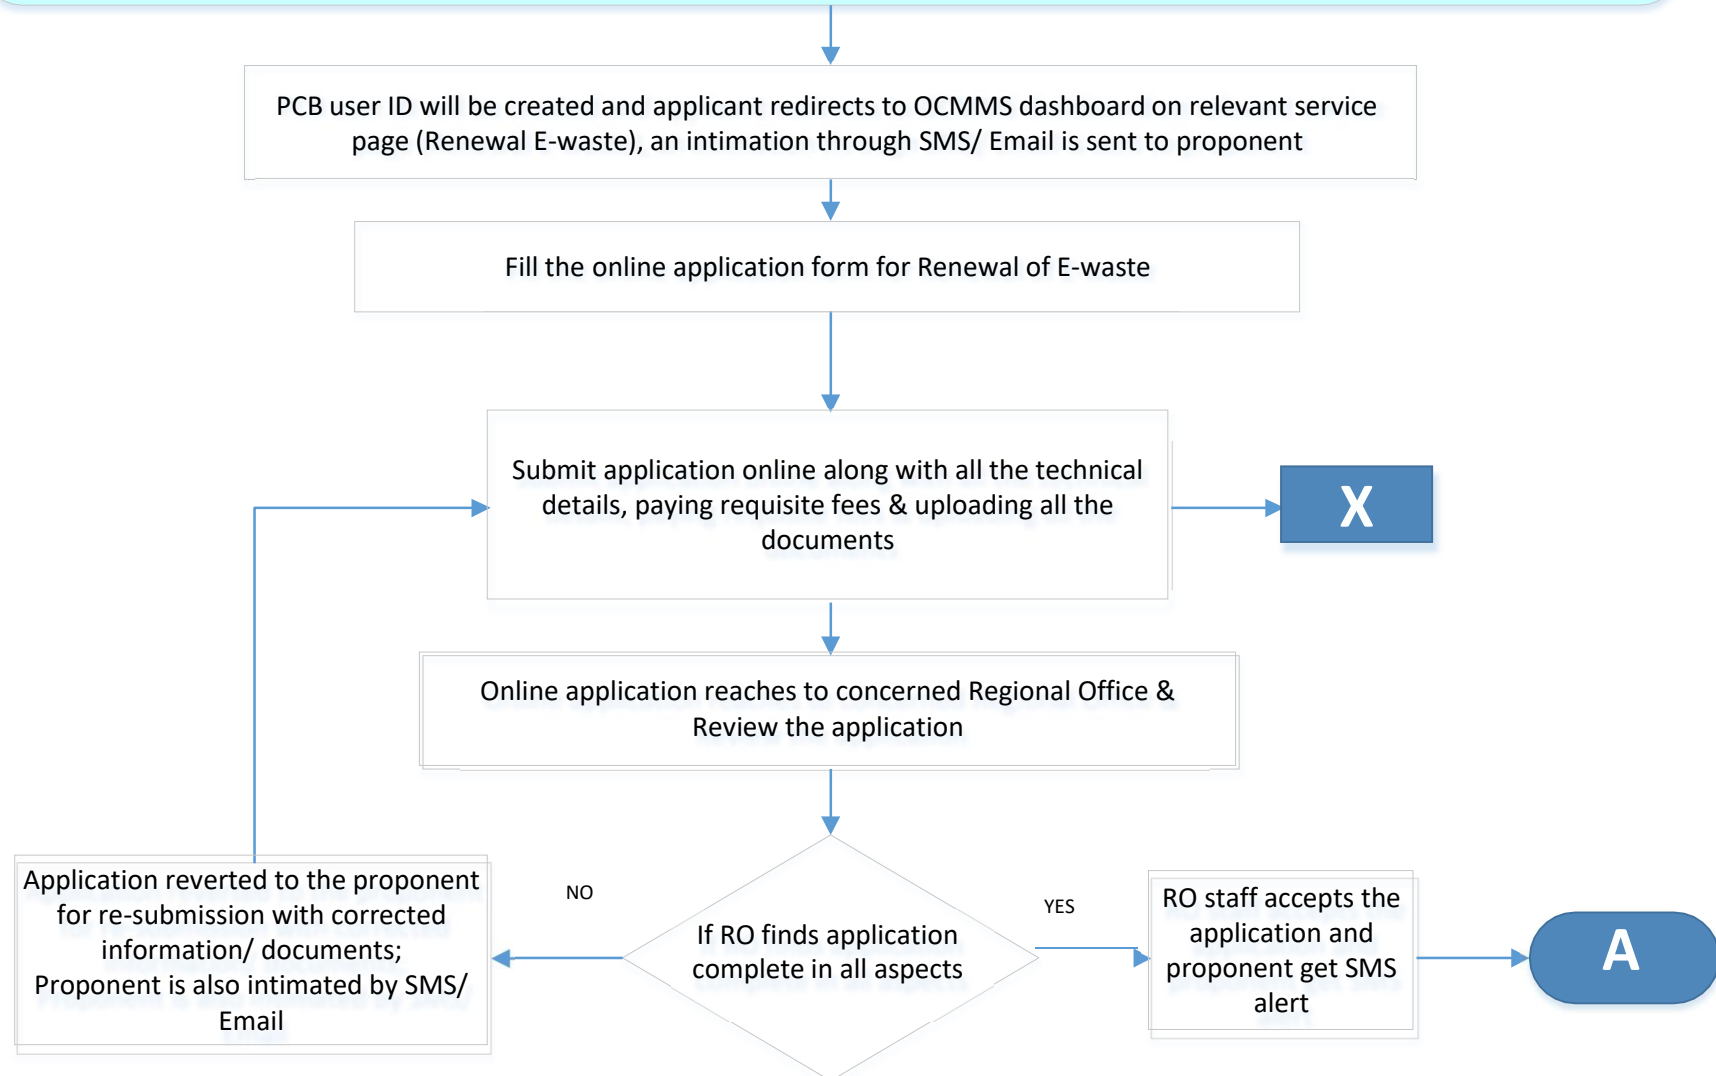 PCB user ID will be created and applicant redirects to OCMMS dashboard on relevant service
page (Renewal E-waste), an intimation through SMS/ Email is sent to proponent
Fill the online application form for Renewal of E-waste
Submit application online along with all the technical
details, paying requisite fees & uploading all the
documents
X
Online application reaches to concerned Regional Office &
Review the application
Application reverted to the proponent
for re-submission with corrected
information/ documents;
Proponent is also intimated by SMS/
Email
NO
If RO finds application
complete in all aspects
YES
RO staff accepts the
application and
proponent get SMS
alert
A